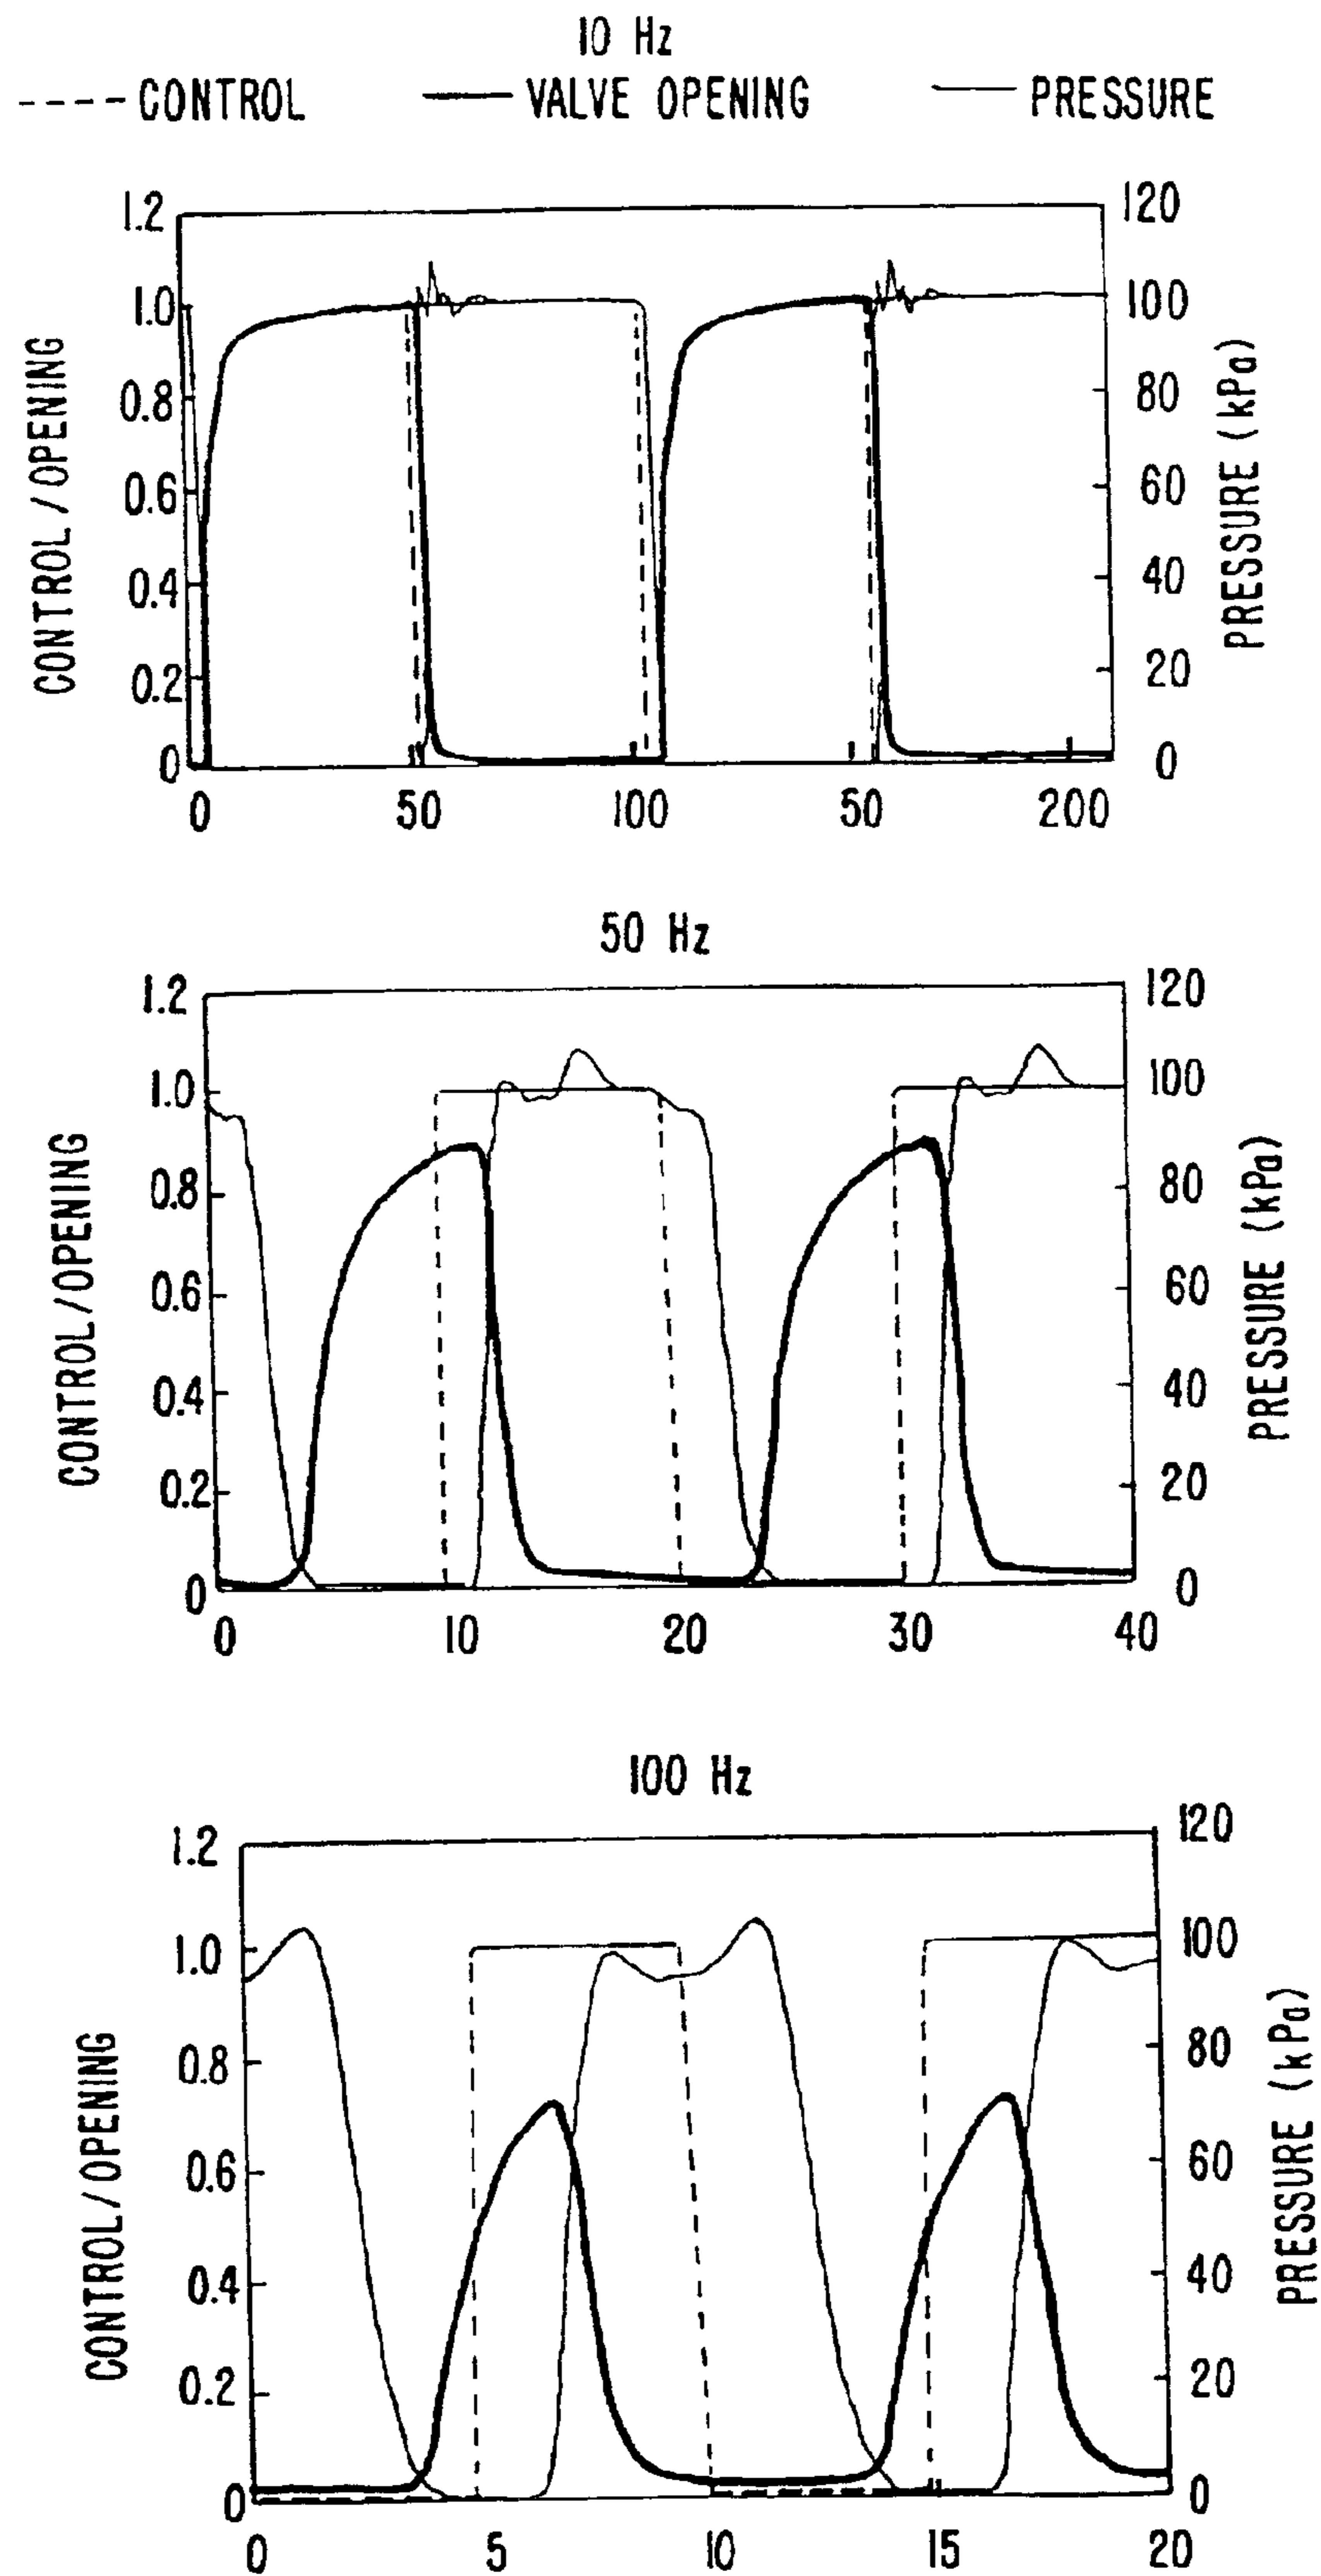 10 Hz
---- CONTROL — VALVE OPENING — PRESSURE
1.2 120
1.0 100
0.8 80
0.6 60
0.4 40
0.2 20
0 0
CONTROL/OPENING
PRESSURE (kPa)
0 50 100 50 200
50 Hz
1.2 120
1.0 100
0.8 80
0.6 60
0.4 40
0.2 20
0 0
CONTROL/OPENING
PRESSURE (kPa)
0 10 20 30 40
100 Hz
1.2 120
1.0 100
0.8 80
0.6 60
0.4 40
0.2 20
0 0
CONTROL/OPENING
PRESSURE (kPa)
0 5 10 15 20